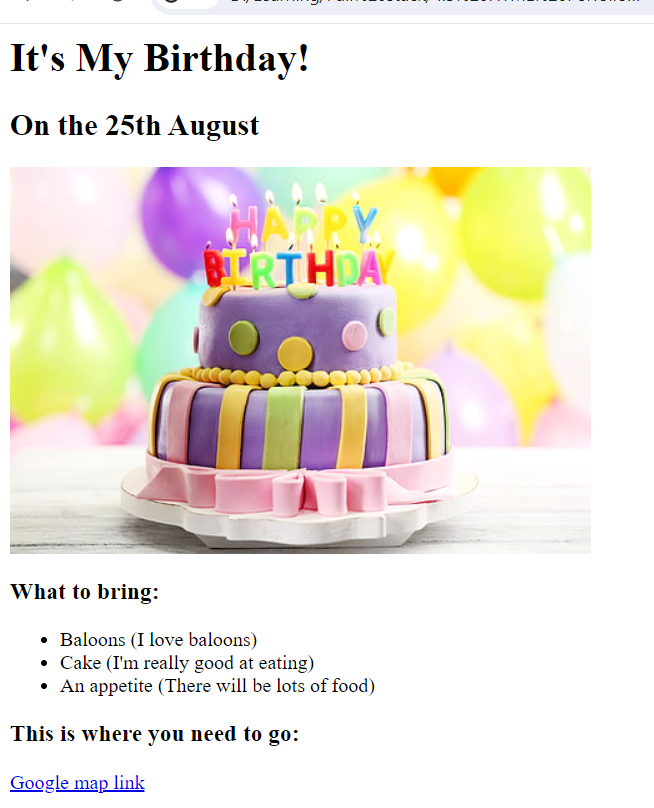 It's My Birthday!
On the 25th August
HAPPY
BIRTHDAY
What to bring:
Baloons (I love baloons)
Cake (I'm really good at eating)
An appetite (There will be lots of food)
This is where you need to go:
Google map link